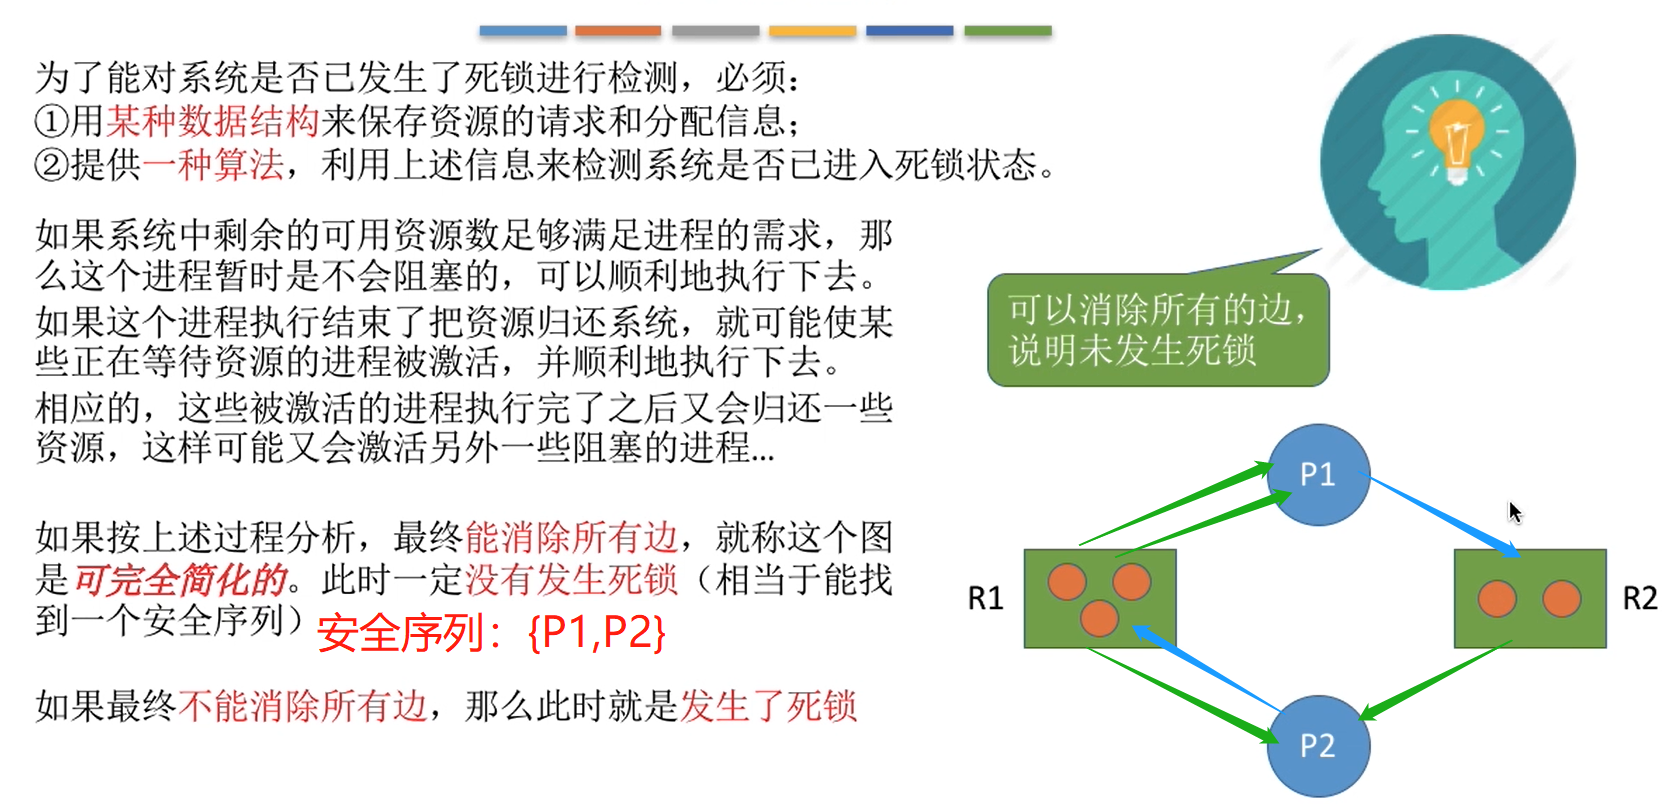 为了能对系统是否已发生了死锁进行检测，必须：
①用某种数据结构来保存资源的请求和分配信息；
②提供一种算法，利用上述信息来检测系统是否已进入死锁状态。
如果系统中剩余的可用资源数足够满足进程的需求，那
么这个进程暂时是不会阻塞的，可以顺利地执行下去。
如果这个进程执行结束了把资源归还系统，就可能使某
些正在等待资源的进程被激活，并顺利地执行下去。
相应的，这些被激活的进程执行完了之后又会归还一些
资源，这样可能又会激活另外一些阻塞的进程...
如果按上述过程分析，最终能消除所有边，就称这个图
是可完全简化的。此时一定没有发生死锁（相当于能找
到一个安全序列）
安全序列：{P1,P2}
如果最终不能消除所有边，那么此时就是发生了死锁
可以消除所有的边，
说明未发生死锁
P1
R1
R2
P2